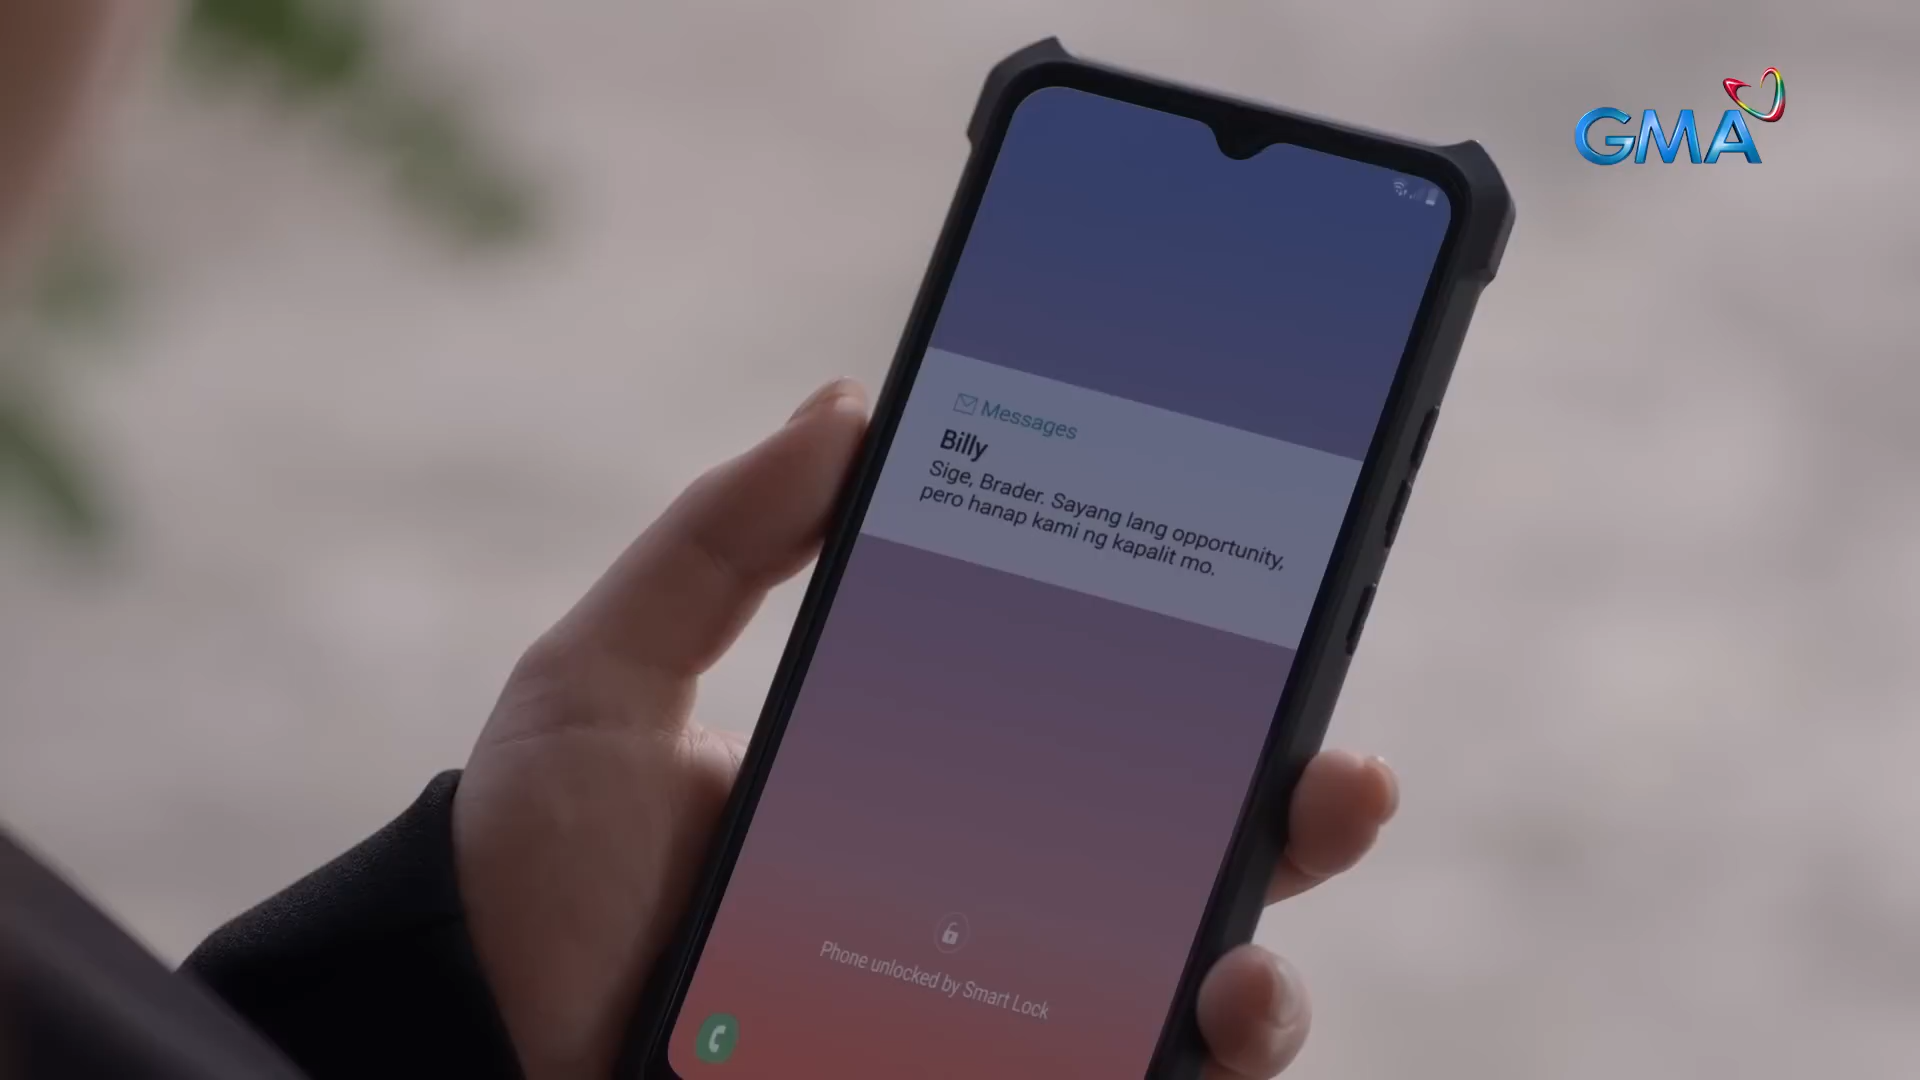 GMA
Messages
Billy
Sige, Brader. Sayang lang opportunity,
pero hanap kami ng kapalit mo.
Phone unlocked by Smart Lock